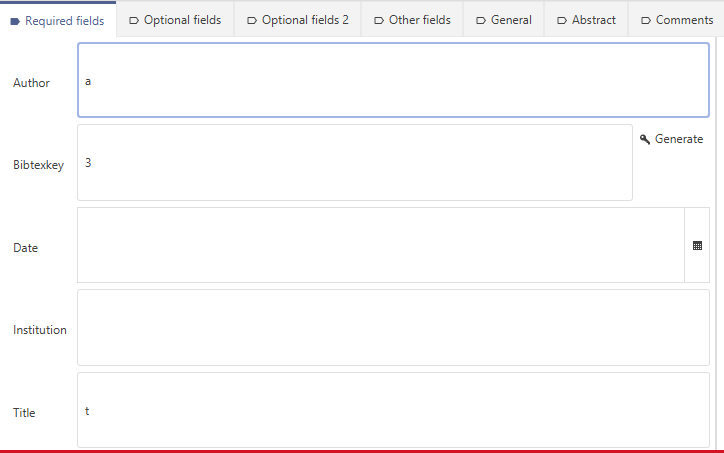 Required fields Optional fields Optional fields 2 Other fields General Abstract Comments
Author a
Bibtexkey 3 Generate
Date
Institution
Title t